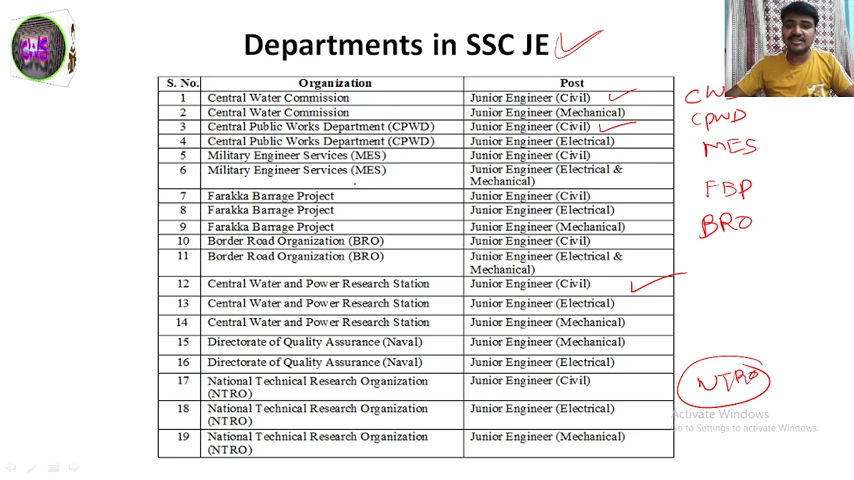 CWS
Departments in SSC JE
S. No. Organization Post
1 Central Water Commission Junior Engineer (Civil)
2 Central Water Commission Junior Engineer (Mechanical)
3 Central Public Works Department (CPWD) Junior Engineer (Civil)
4 Central Public Works Department (CPWD) Junior Engineer (Electrical)
5 Military Engineer Services (MES) Junior Engineer (Civil)
6 Military Engineer Services (MES) Junior Engineer (Electrical &
Mechanical)
7 Farakka Barrage Project Junior Engineer (Civil)
8 Farakka Barrage Project Junior Engineer (Electrical)
9 Farakka Barrage Project Junior Engineer (Mechanical)
10 Border Road Organization (BRO) Junior Engineer (Civil)
11 Border Road Organization (BRO) Junior Engineer (Electrical &
Mechanical)
12 Central Water and Power Research Station Junior Engineer (Civil)
13 Central Water and Power Research Station Junior Engineer (Electrical)
14 Central Water and Power Research Station Junior Engineer (Mechanical)
15 Directorate of Quality Assurance (Naval) Junior Engineer (Mechanical)
16 Directorate of Quality Assurance (Naval) Junior Engineer (Electrical)
17 National Technical Research Organization Junior Engineer (Civil)
(NTRO)
18 National Technical Research Organization Junior Engineer (Electrical)
(NTRO)
19 National Technical Research Organization Junior Engineer (Mechanical)
(NTRO)
CPWD
MES
FBP
BRO
NTRO
Activate Windows
Go to Settings to activate Windows.